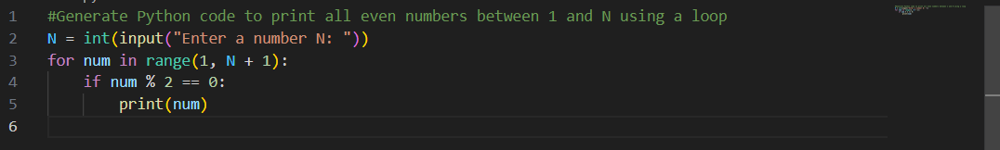 1 #Generate Python code to print all even numbers between 1 and N using a loop
2 N = int(input("Enter a number N: "))
3 for num in range(1, N + 1):
4     if num % 2 == 0:
5         print(num)
6